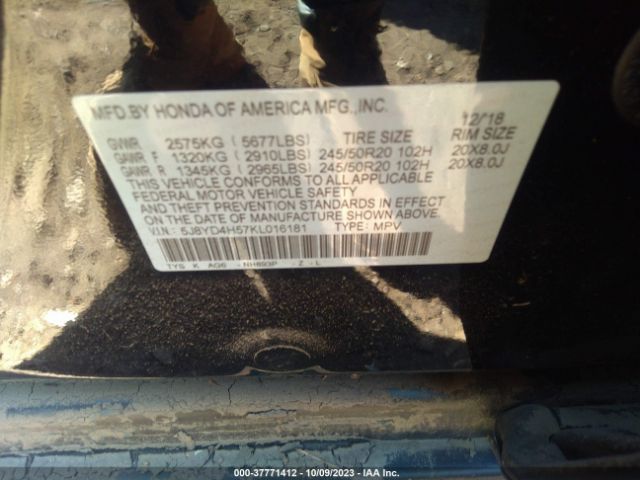 MFD.BY HONDA OF AMERICA MFG.,INC.
12/'18
GVWR 2575KG (5677LBS) TIRE SIZE RIM SIZE
GAWR F 1320KG (2910LBS) 245/50R20 102H 20X8.0J
GAWR R 1345KG (2965LBS) 245/50R20 102H 20X8.0J
THIS VEHICLE CONFORMS TO ALL APPLICABLE
FEDERAL MOTOR VEHICLE SAFETY
AND THEFT PREVENTION STANDARDS IN EFFECT
ON THE DATE OF MANUFACTURE SHOWN ABOVE.
V.I.N.: 5J8YD4H57KL016181 TYPE: MPV
TYS K AG6 -NH893P -Z -L
000-37771412 | 10/09/2023 | IAA Inc.